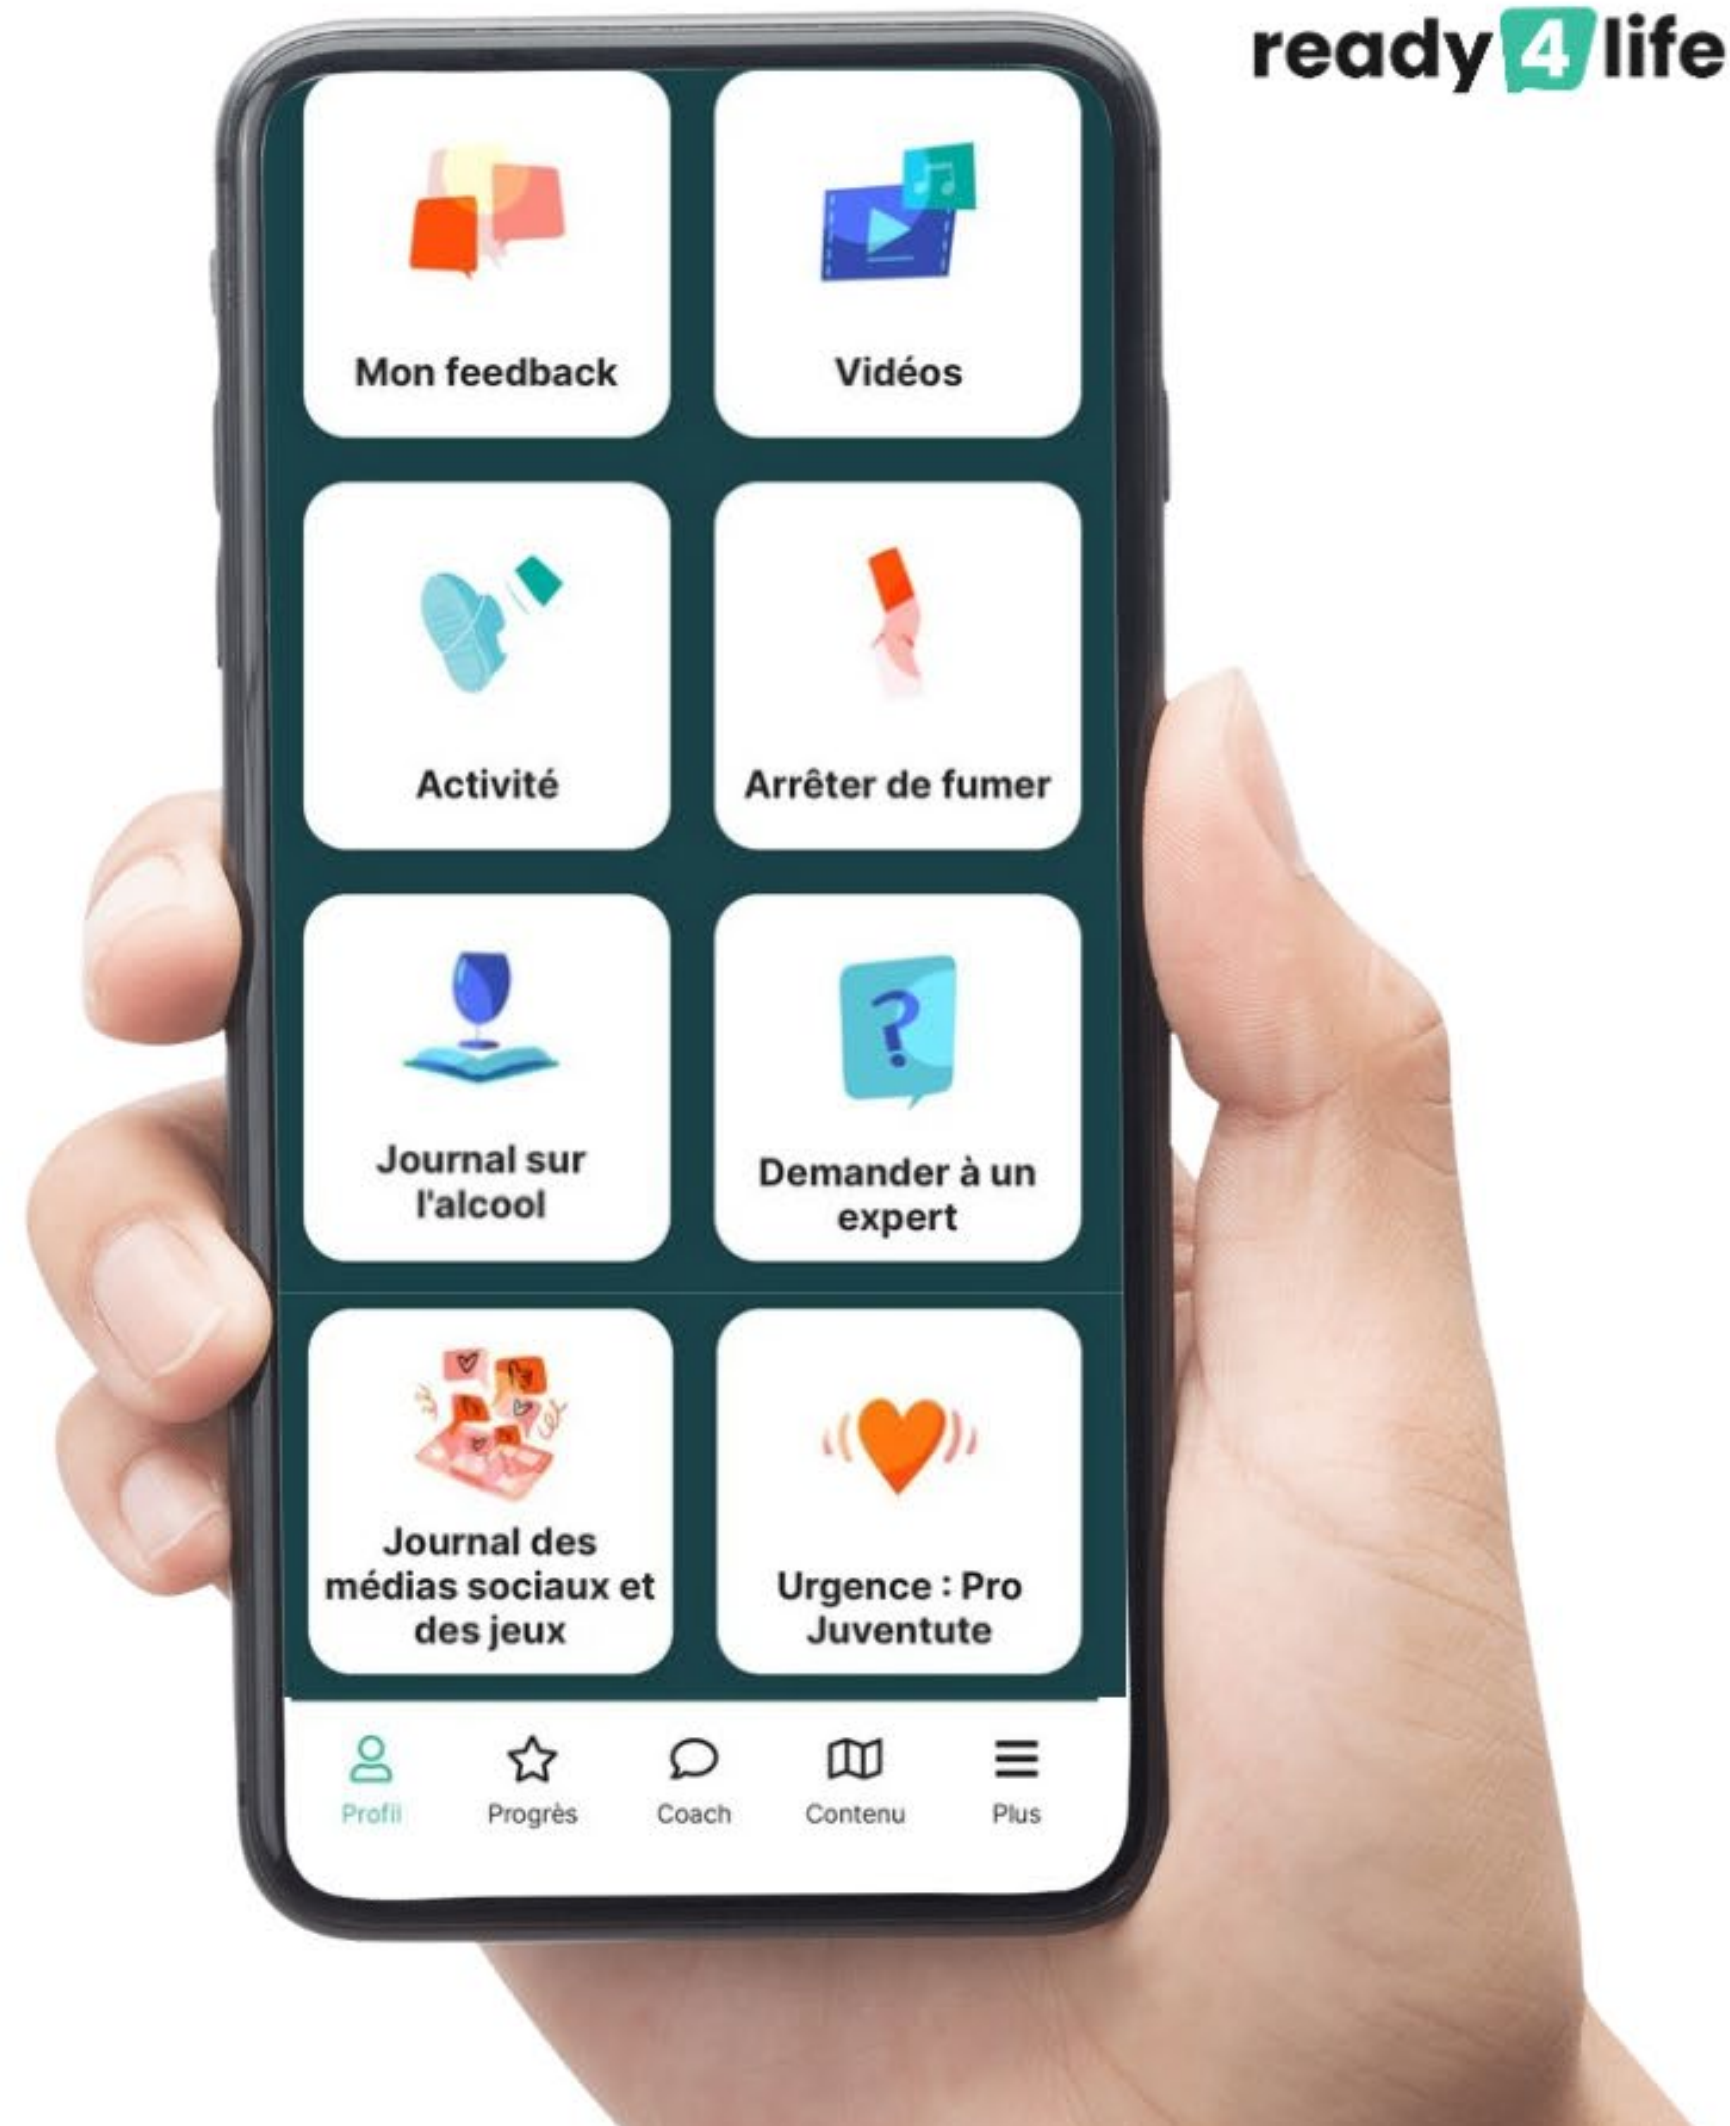 ready4life
Mon feedback
Vidéos
Activité
Arrêter de fumer
Journal sur
l'alcool
Demander à un
expert
Journal des
médias sociaux et
des jeux
Urgence : Pro
Juventute
Profil
Progrès
Coach
Contenu
Plus